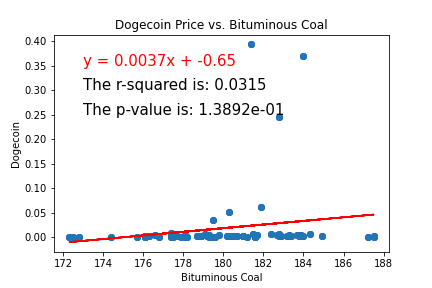 Dogecoin Price vs. Bituminous Coal
y = 0.0037x + -0.65
The r-squared is: 0.0315
The p-value is: 1.3892e-01
0.40
0.35
0.30
0.25
0.20
0.15
0.10
0.05
0.00
Dogecoin
172 174 176 178 180 182 184 186 188
Bituminous Coal